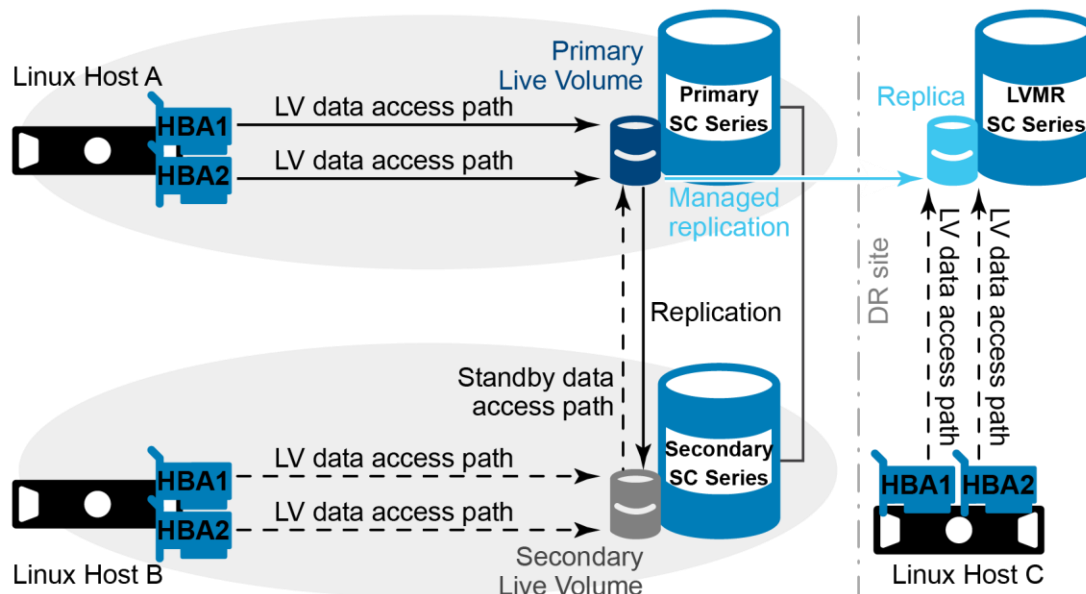 Linux Host A
HBA1
HBA2
LV data access path
LV data access path
Primary
Live Volume
Primary
SC Series
Replica
LVMR
SC Series
Managed
replication
DR site
LV data access path
LV data access path
Replication
Standby data
access path
Secondary
SC Series
HBA1
HBA2
LV data access path
LV data access path
Linux Host B
Secondary
Live Volume
HBA1
HBA2
Linux Host C